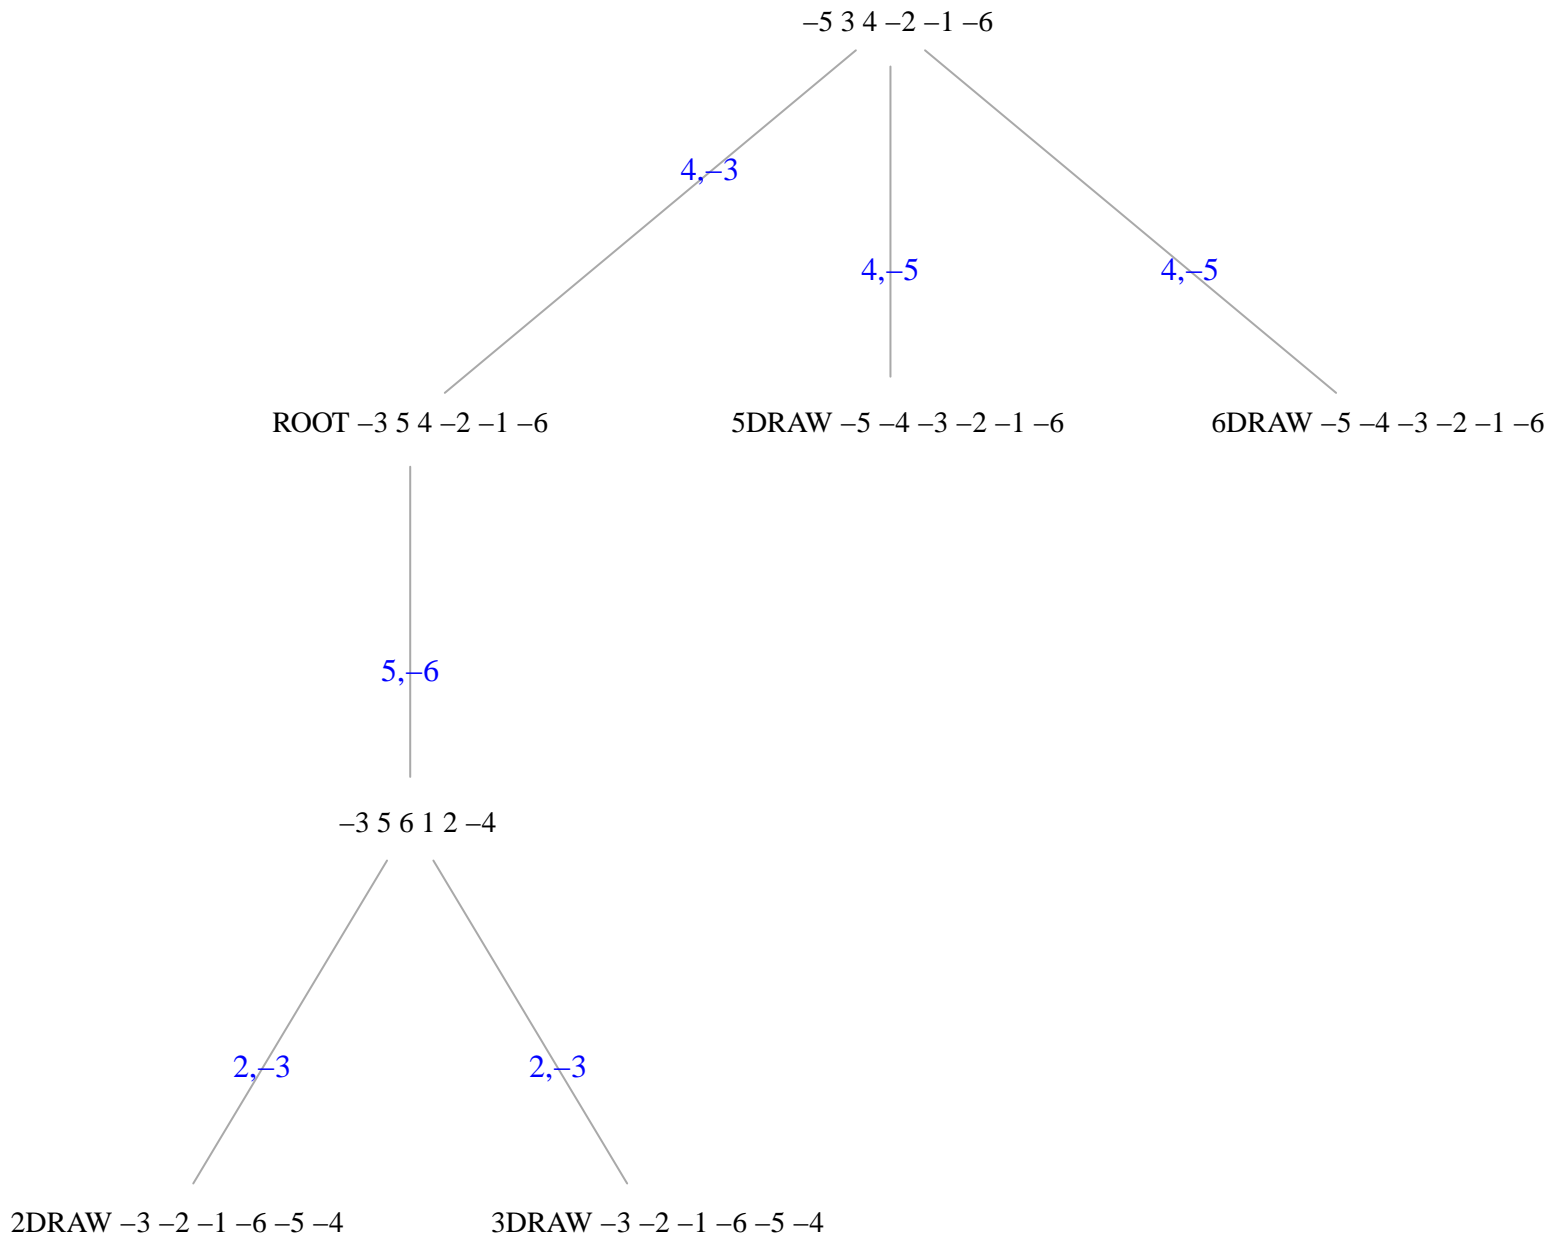 –5 3 4 –2 –1 –6
4,–3
4,–5
4,–5
ROOT –3 5 4 –2 –1 –6
5DRAW –5 –4 –3 –2 –1 –6
6DRAW –5 –4 –3 –2 –1 –6
5,–6
–3 5 6 1 2 –4
2,–3
2,–3
2DRAW –3 –2 –1 –6 –5 –4
3DRAW –3 –2 –1 –6 –5 –4